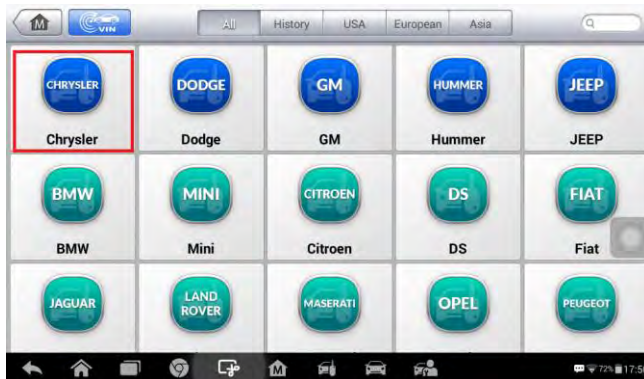 M VIN All History USA European Asia
CHRYSLER DODGE GM HUMMER JEEP
Chrysler Dodge GM Hummer JEEP
BMW MINI CITROEN DS FIAT
BMW Mini Citroen DS Fiat
JAGUAR LAND ROVER MASERATI OPEL PEUGEOT
M 72%